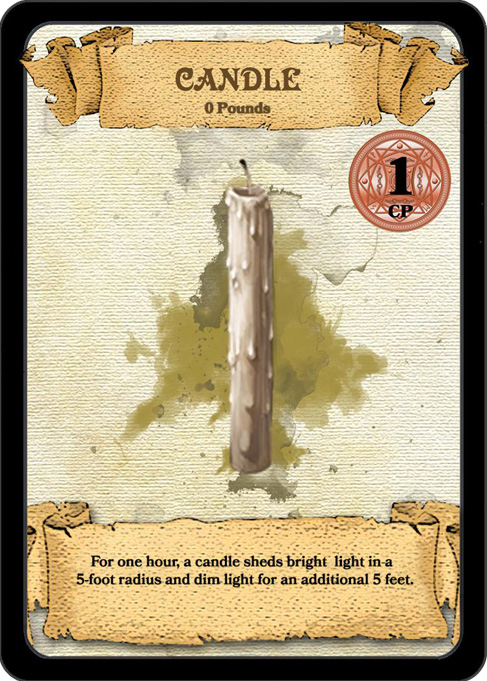 CANDLE
0 Pounds
1
CP
For one hour, a candle sheds bright light in a
5-foot radius and dim light for an additional 5 feet.